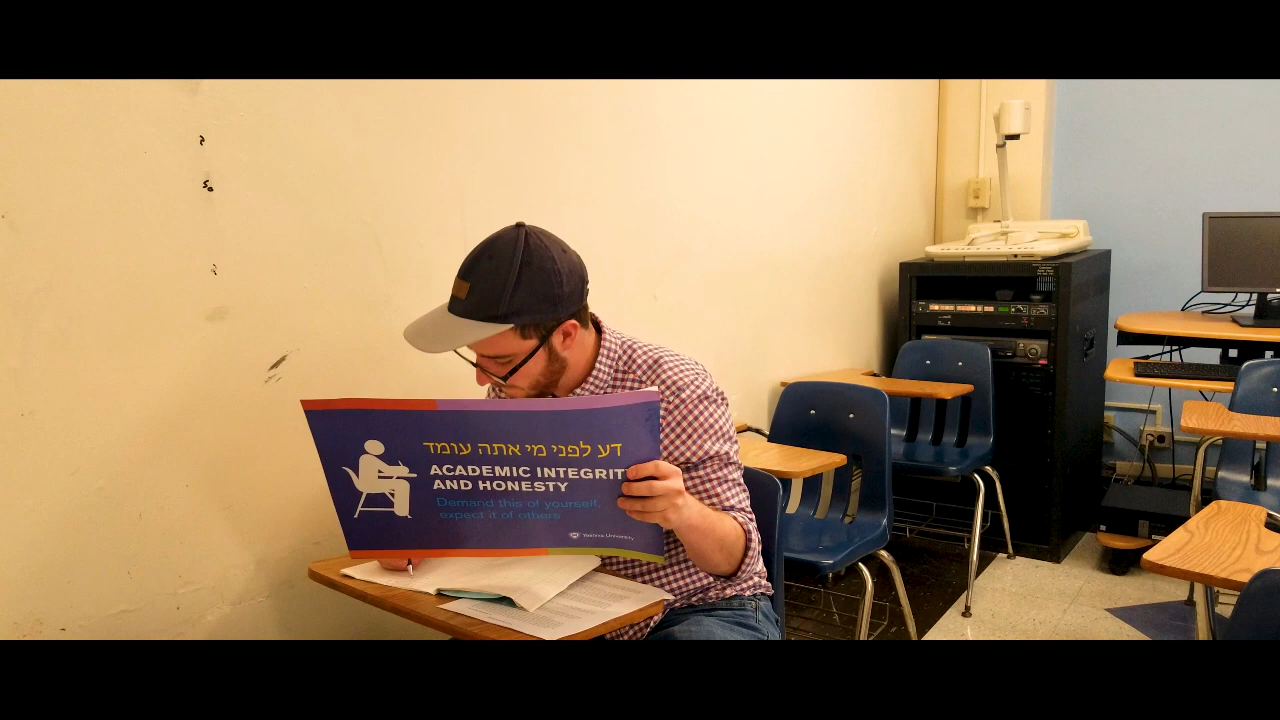 דע לפני מי אתה עומד
ACADEMIC INTEGRIT
AND HONESTY
Demand this of yourself,
expect it of others
Yeshiva University